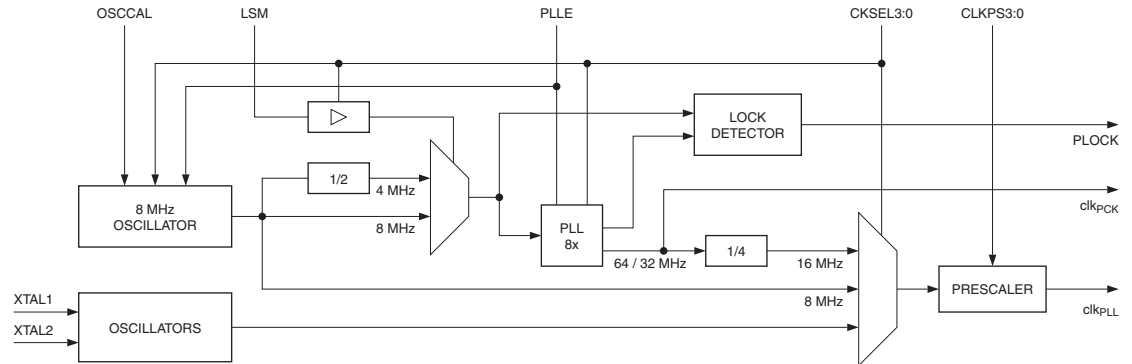 OSCCAL
LSM
PLLE
CKSEL3:0
CLKPS3:0
LOCK
DETECTOR
PLOCK
1/2
4 MHz
8 MHz
OSCILLATOR
8 MHz
PLL
8x
clkPCK
64 / 32 MHz
1/4
16 MHz
8 MHz
PRESCALER
clkPLL
XTAL1
XTAL2
OSCILLATORS